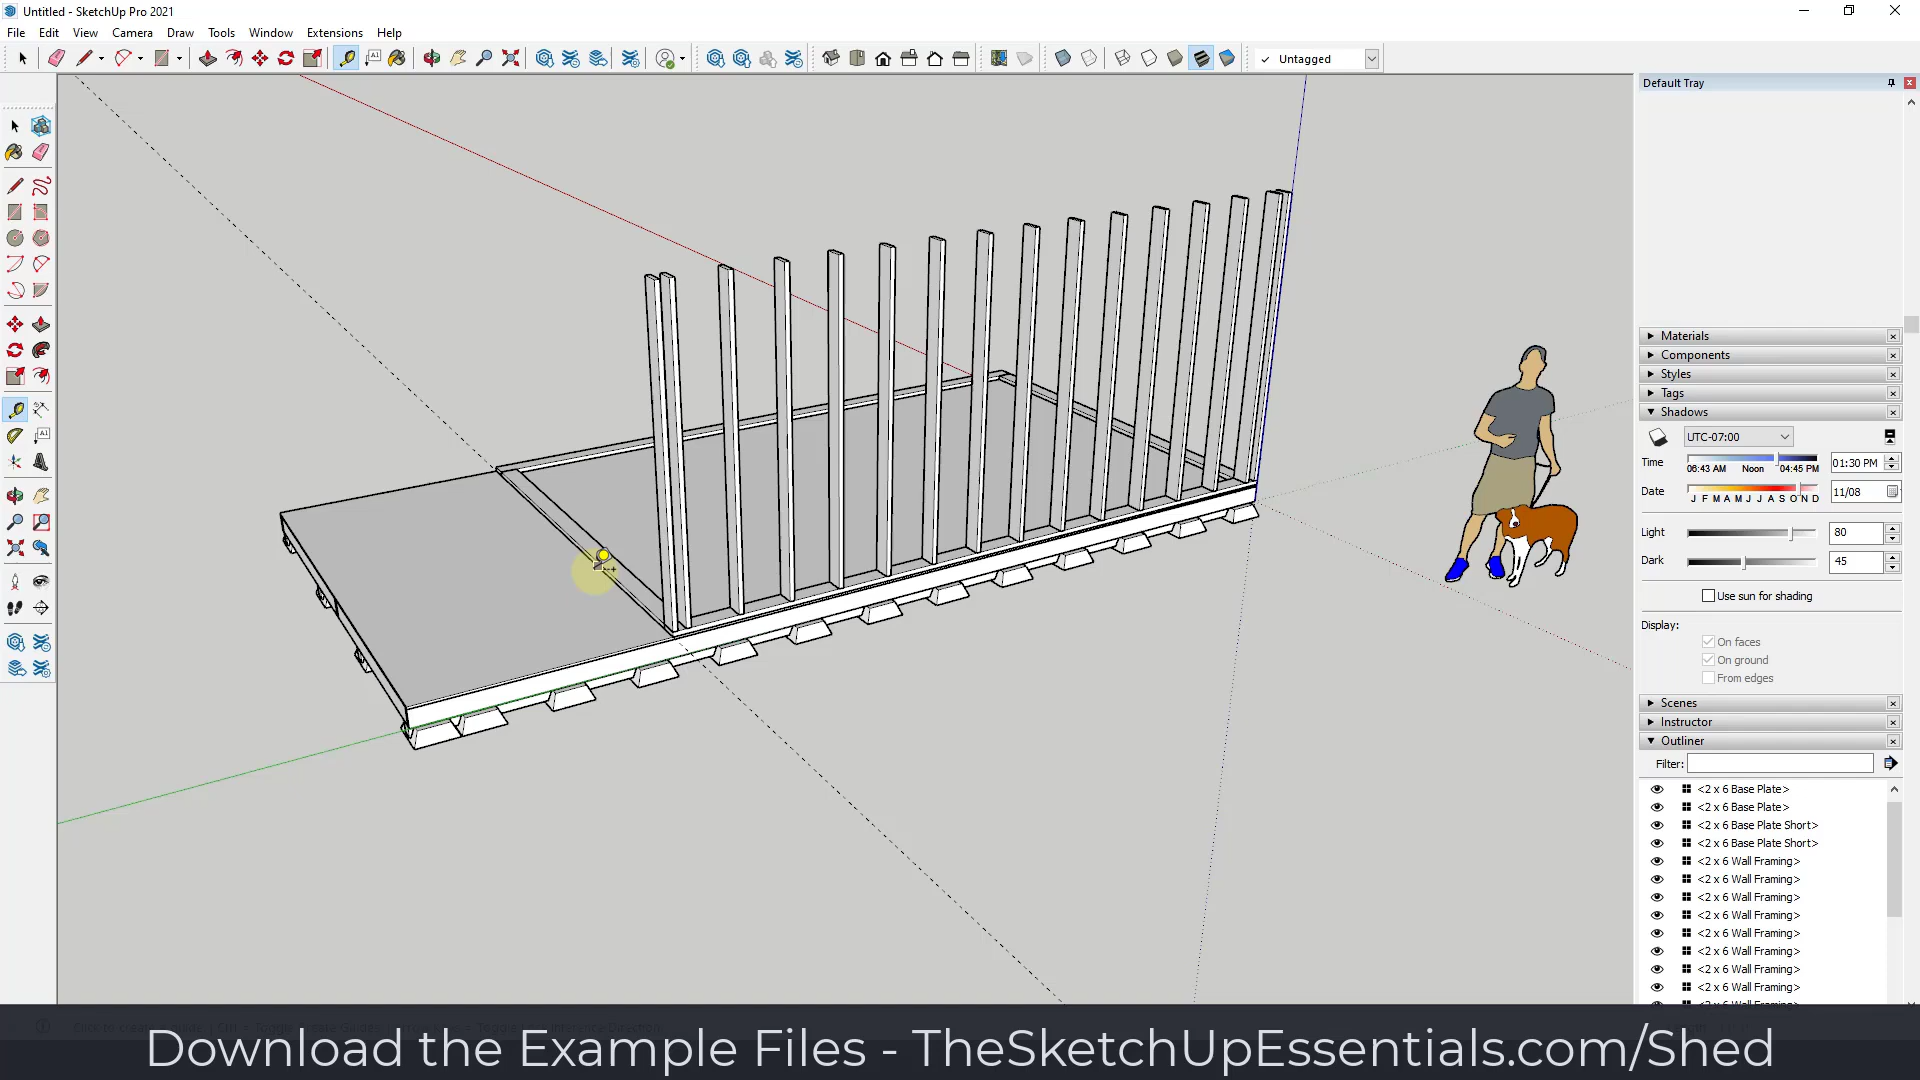 Untitled - SketchUp Pro 2021
File Edit View Camera Draw Tools Window Extensions Help
Untagged
Default Tray
Materials
Components
Styles
Tags
Shadows
UTC-07:00
Time 06:43 AM Noon 04:45 PM 01:30 PM
Date J F M A M J J A S O N D 11/08
Light 80
Dark 45
Use sun for shading
Display:
On faces
On ground
From edges
Scenes
Instructor
Outliner
Filter:
<2 x 6 Base Plate>
<2 x 6 Base Plate>
<2 x 6 Base Plate Short>
<2 x 6 Base Plate Short>
<2 x 6 Wall Framing>
<2 x 6 Wall Framing>
<2 x 6 Wall Framing>
<2 x 6 Wall Framing>
<2 x 6 Wall Framing>
<2 x 6 Wall Framing>
<2 x 6 Wall Framing>
<2 x 6 Wall Framing>
Download the Example Files - TheSketchUpEssentials.com/Shed